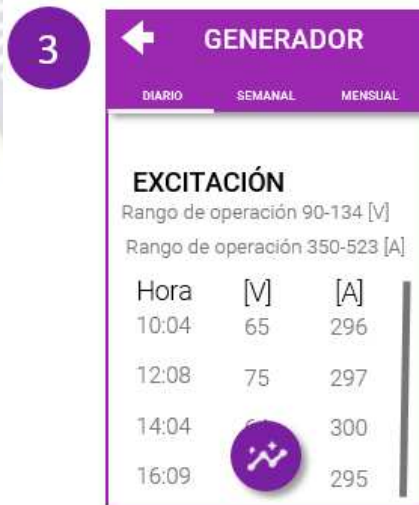 3
GENERADOR
DIARIO SEMANAL MENSUAL
EXCITACIÓN
Rango de operación 90-134 [V]
Rango de operación 350-523 [A]
Hora [V] [A]
10:04 65 296
12:08 75 297
14:04 300
16:09 295